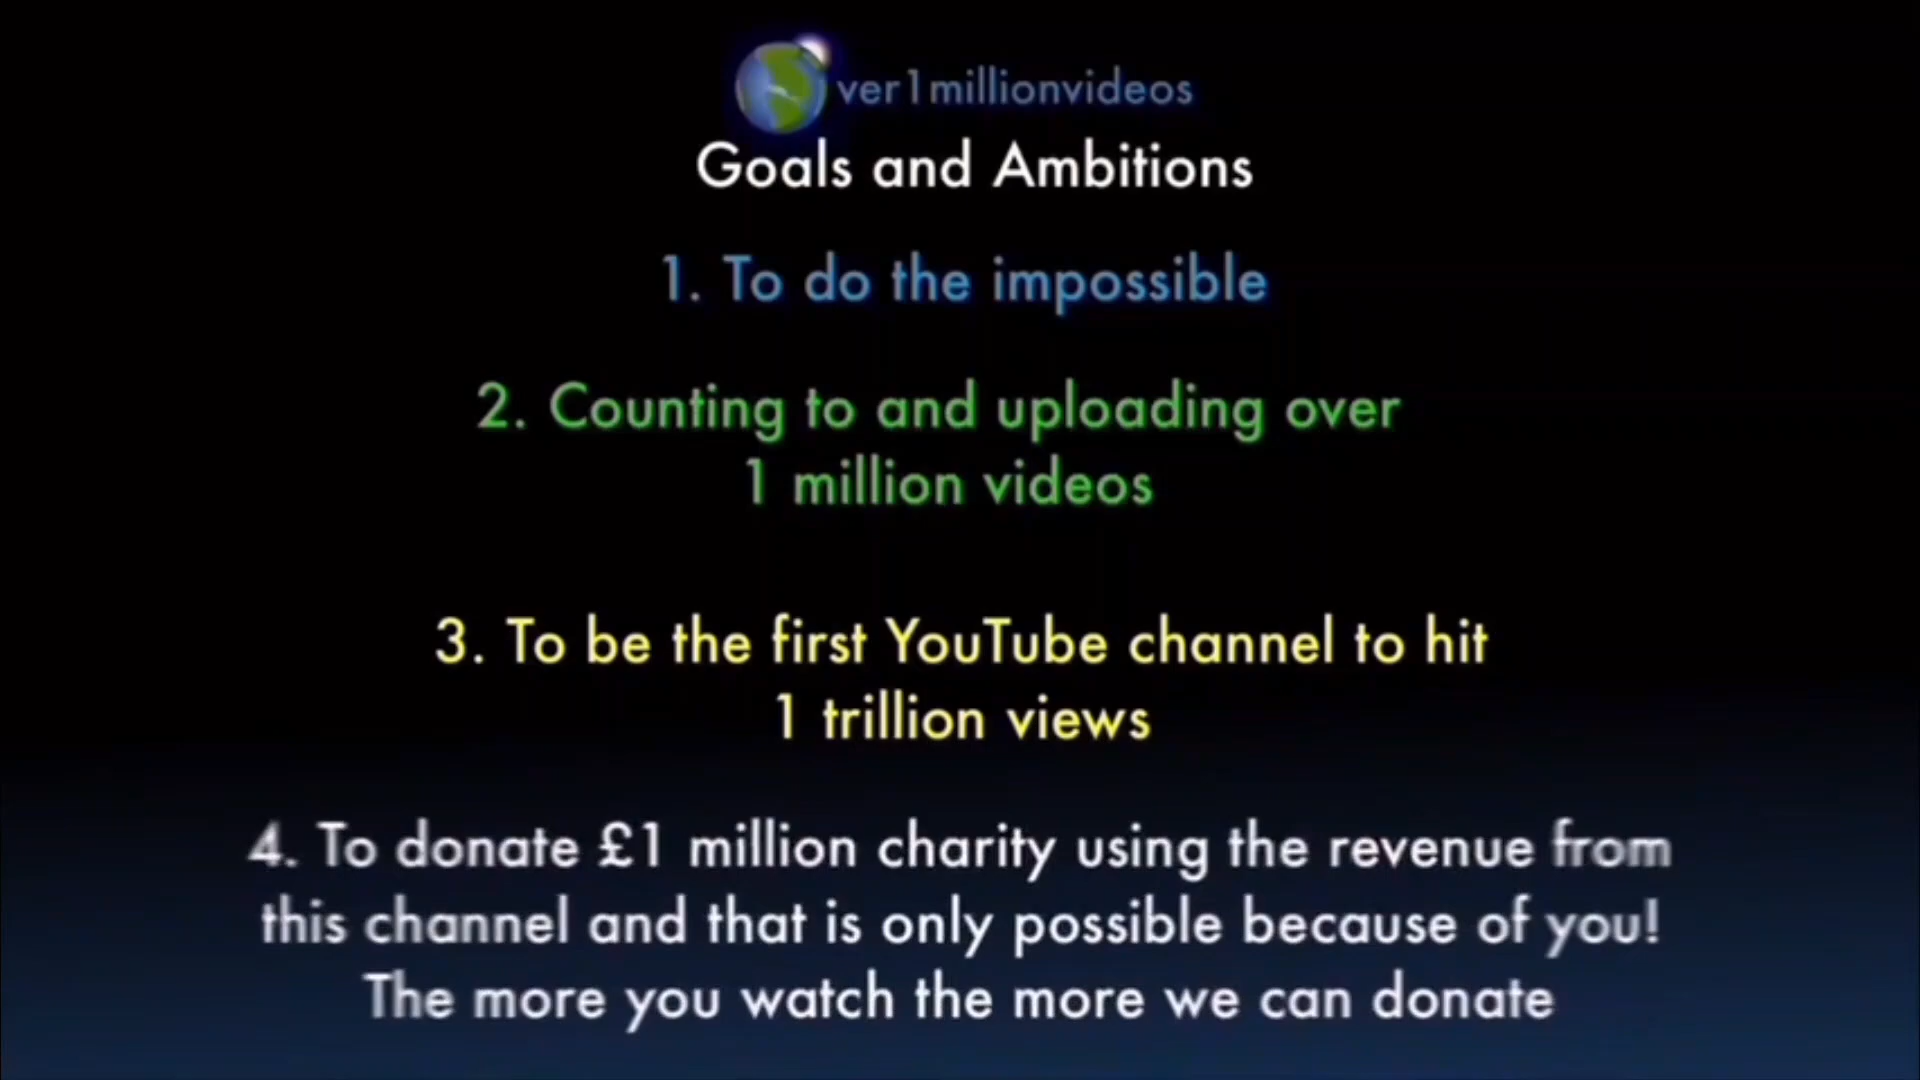 ver1millionvideos
Goals and Ambitions
1. To do the impossible
2. Counting to and uploading over
1 million videos
3. To be the first YouTube channel to hit
1 trillion views
4. To donate £1 million charity using the revenue from
this channel and that is only possible because of you!
The more you watch the more we can donate